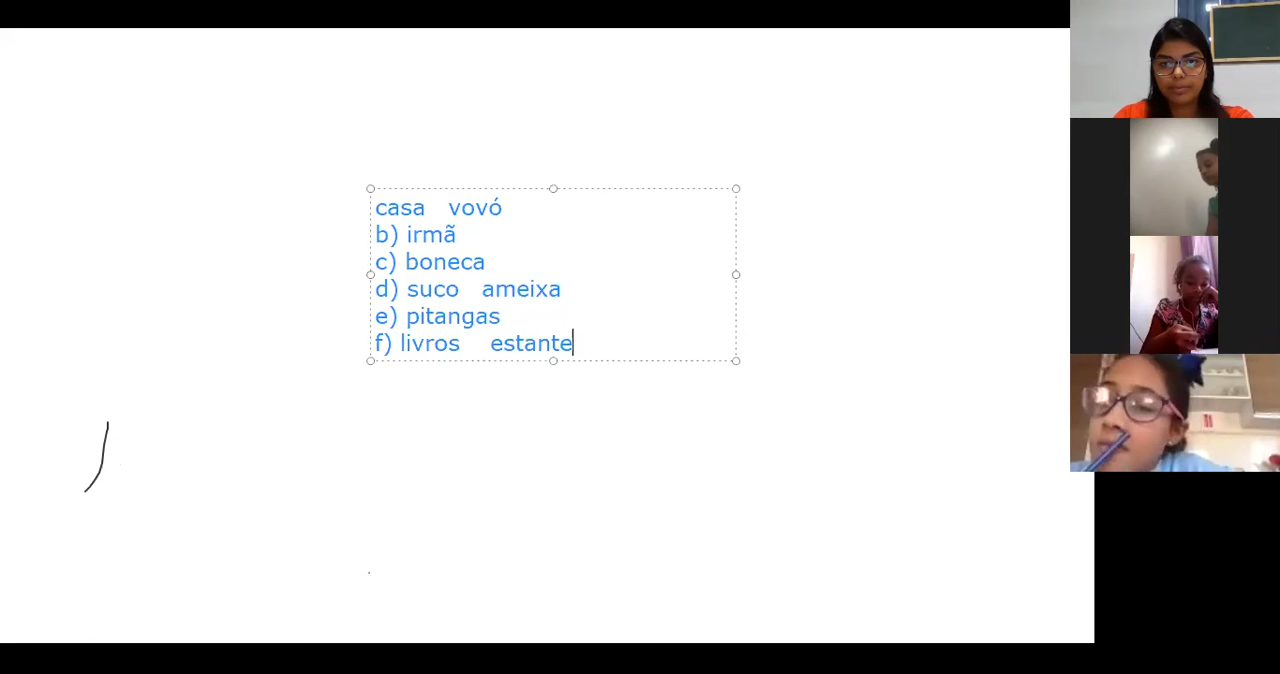 casa vovó
b) irmã
c) boneca
d) suco ameixa
e) pitangas
f) livros estante